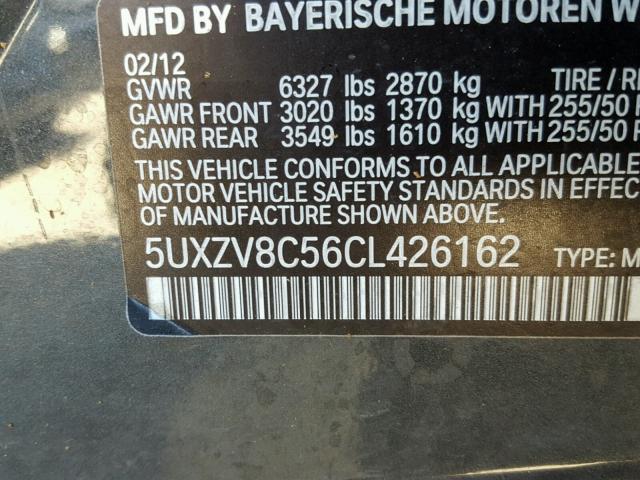 MFD BY BAYERISCHE MOTOREN W
02/12
GVWR 6327 lbs 2870 kg TIRE / R
GAWR FRONT 3020 lbs 1370 kg WITH 255/50
GAWR REAR 3549 lbs 1610 kg WITH 255/50
THIS VEHICLE CONFORMS TO ALL APPLICABLE
MOTOR VEHICLE SAFETY STANDARDS IN EFFEC
OF MANUFACTURE SHOWN ABOVE.
5UXZV8C56CL426162 TYPE: M